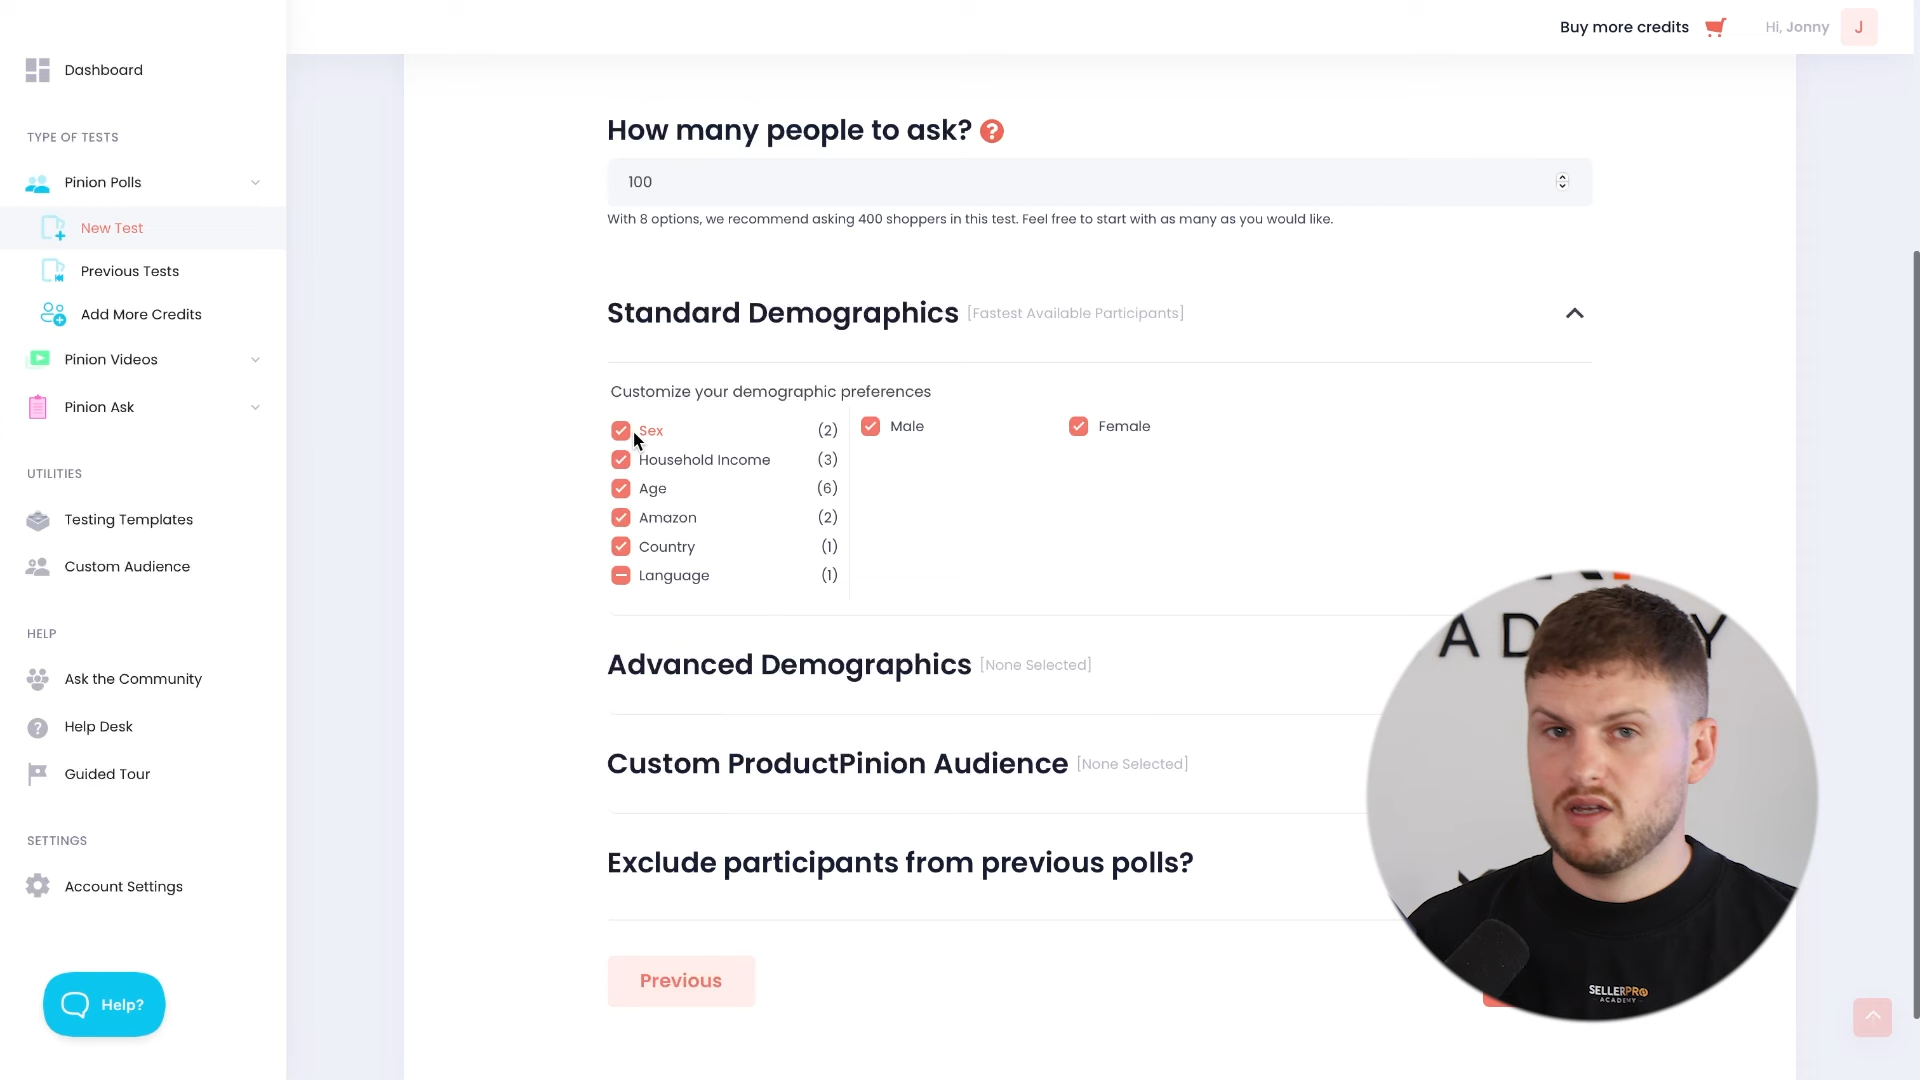 Buy more credits
Hi, Jonny
J
Dashboard
TYPE OF TESTS
Pinion Polls
New Test
Previous Tests
Add More Credits
Pinion Videos
Pinion Ask
UTILITIES
Testing Templates
Custom Audience
HELP
Ask the Community
Help Desk
Guided Tour
SETTINGS
Account Settings
Help?
How many people to ask? ?
100
With 8 options, we recommend asking 400 shoppers in this test. Feel free to start with as many as you would like.
Standard Demographics [Fastest Available Participants]
Customize your demographic preferences
Sex (2)
Household Income (3)
Age (6)
Amazon (2)
Country (1)
Language (1)
Male
Female
Advanced Demographics [None Selected]
Custom ProductPinion Audience [None Selected]
Exclude participants from previous polls?
Previous
SELLERPRO
ACADEMY